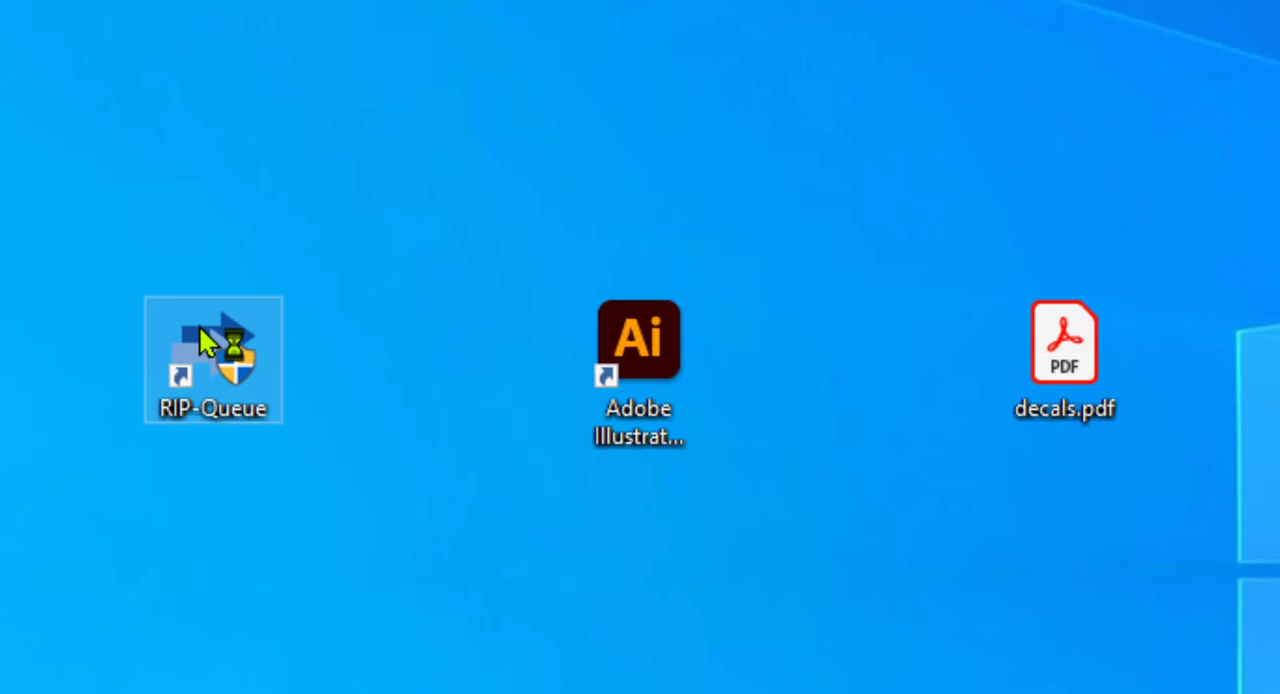 RIP-Queue
Ai
Adobe
Illustrat...
PDF
decals.pdf